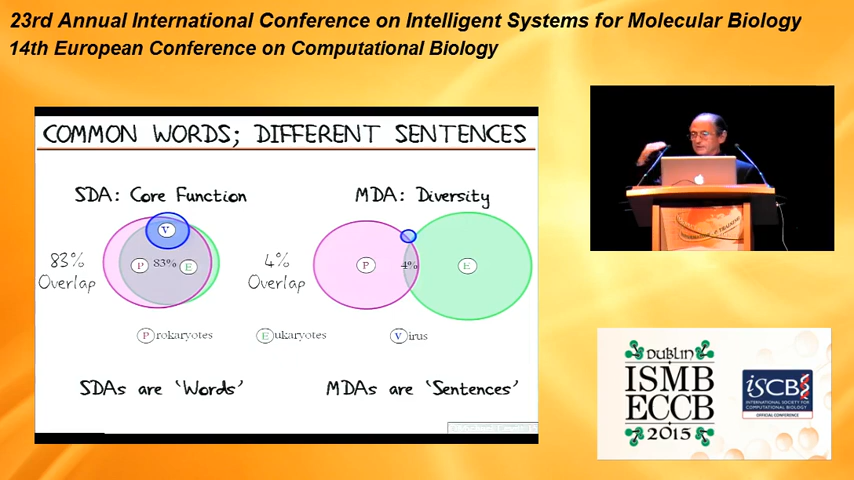 23rd Annual International Conference on Intelligent Systems for Molecular Biology
14th European Conference on Computational Biology
COMMON WORDS; DIFFERENT SENTENCES
SDA: Core Function
MDA: Diversity
V
P 83% E
83%
Overlap
4%
Overlap
P 4% E
Prokaryotes
Eukaryotes
Virus
SDAs are 'Words'
MDAs are 'Sentences'
DUBLIN
ISMB
ECCB
2015
ISCB
INTERNATIONAL SOCIETY FOR
COMPUTATIONAL BIOLOGY
OFFICIAL CONFERENCE